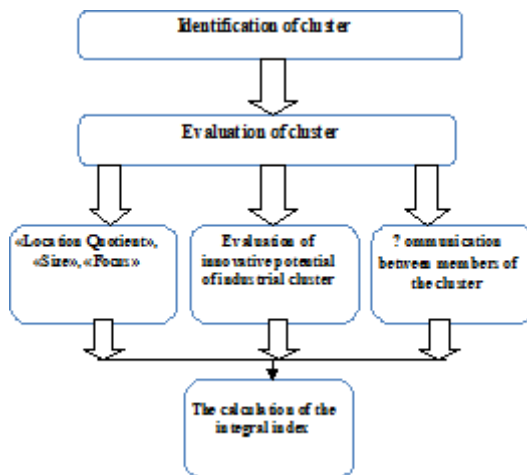 Identification of cluster
Evaluation of cluster
«Location Quotient»,
«Size», «Focus»
Evaluation of
innovative potential
of industrial cluster
? ommunication
between members of
the cluster
The calculation of the
integral index